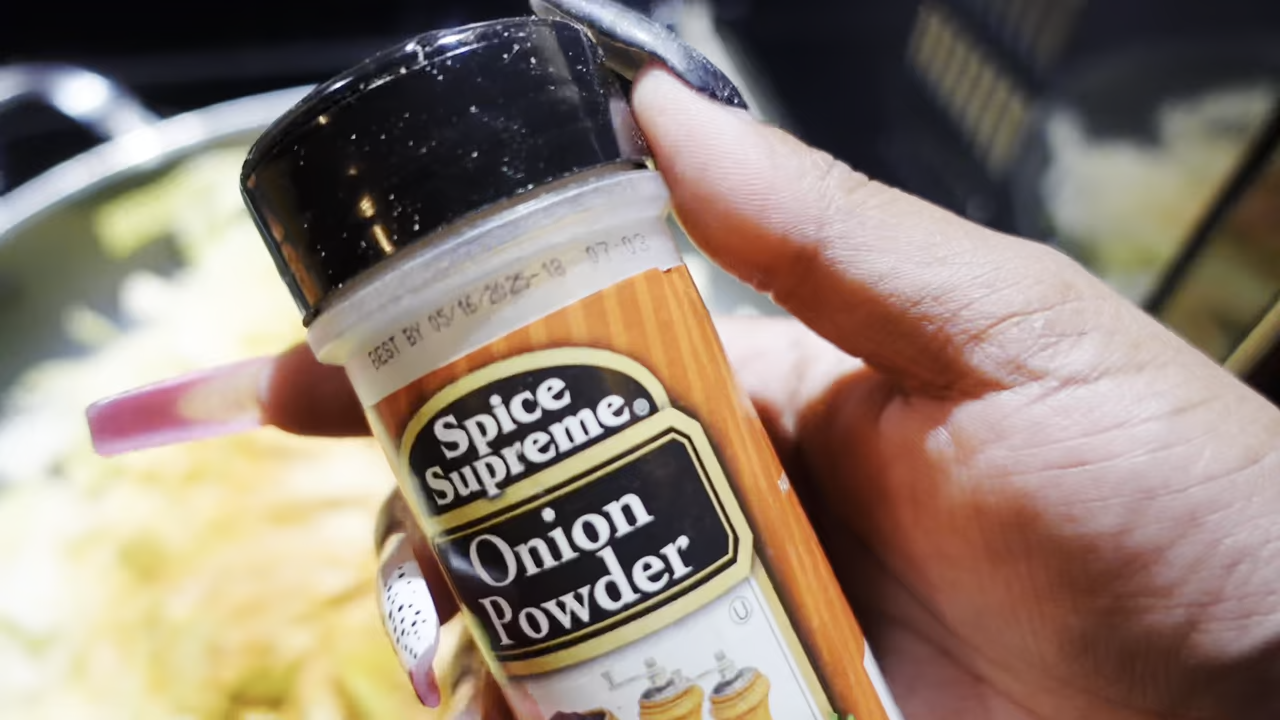 BEST BY 05/16/2025-18 07:03
Spice
Supreme®
Onion
Powder
U